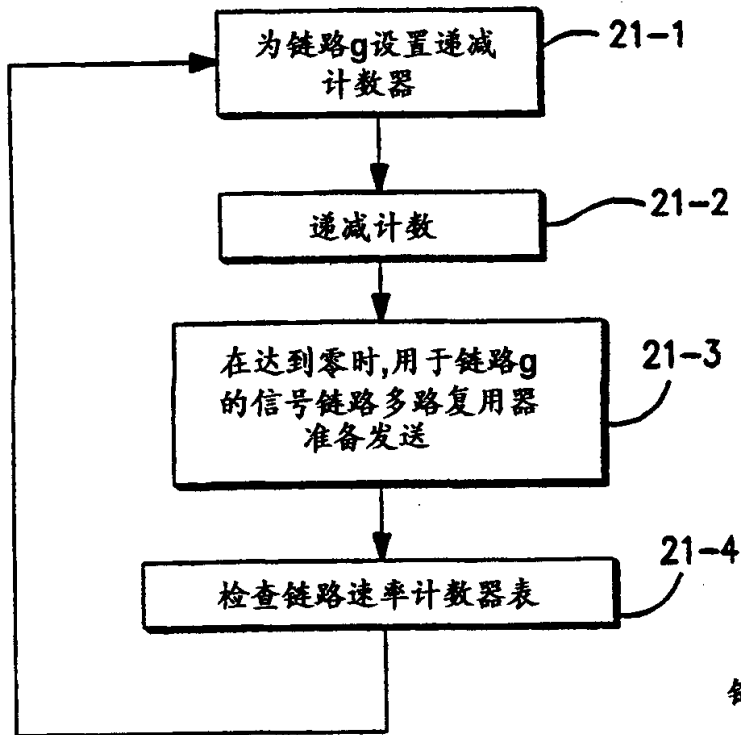 为链路g设置递减
计数器
21-1
递减计数
21-2
在达到零时,用于链路g
的信号链路多路复用器
准备发送
21-3
检查链路速率计数器表
21-4